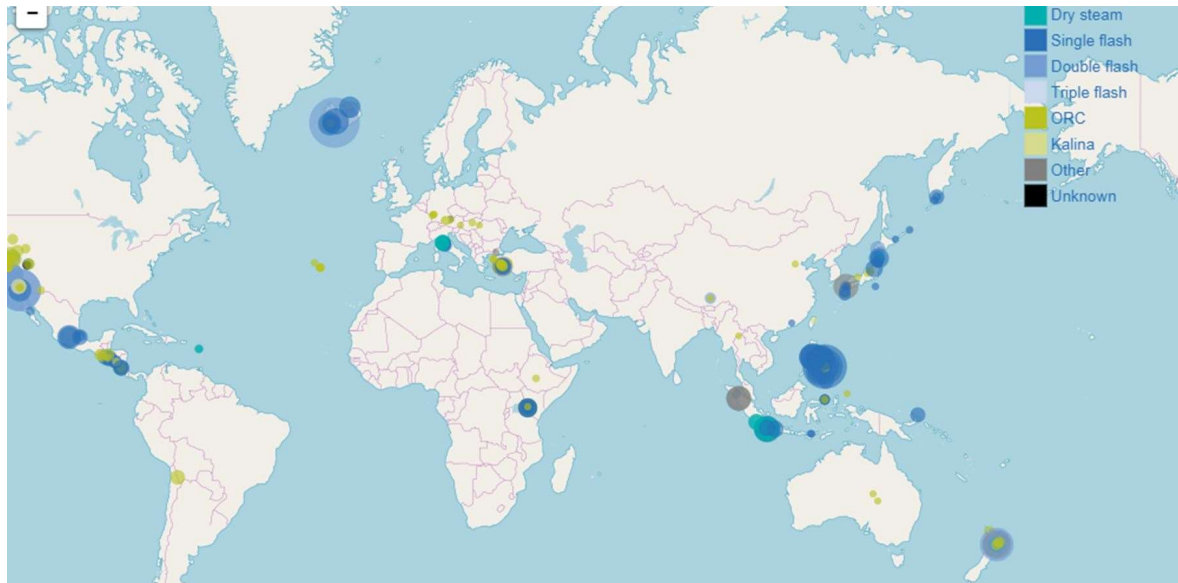 −
Dry steam
Single flash
Double flash
Triple flash
ORC
Kalina
Other
Unknown